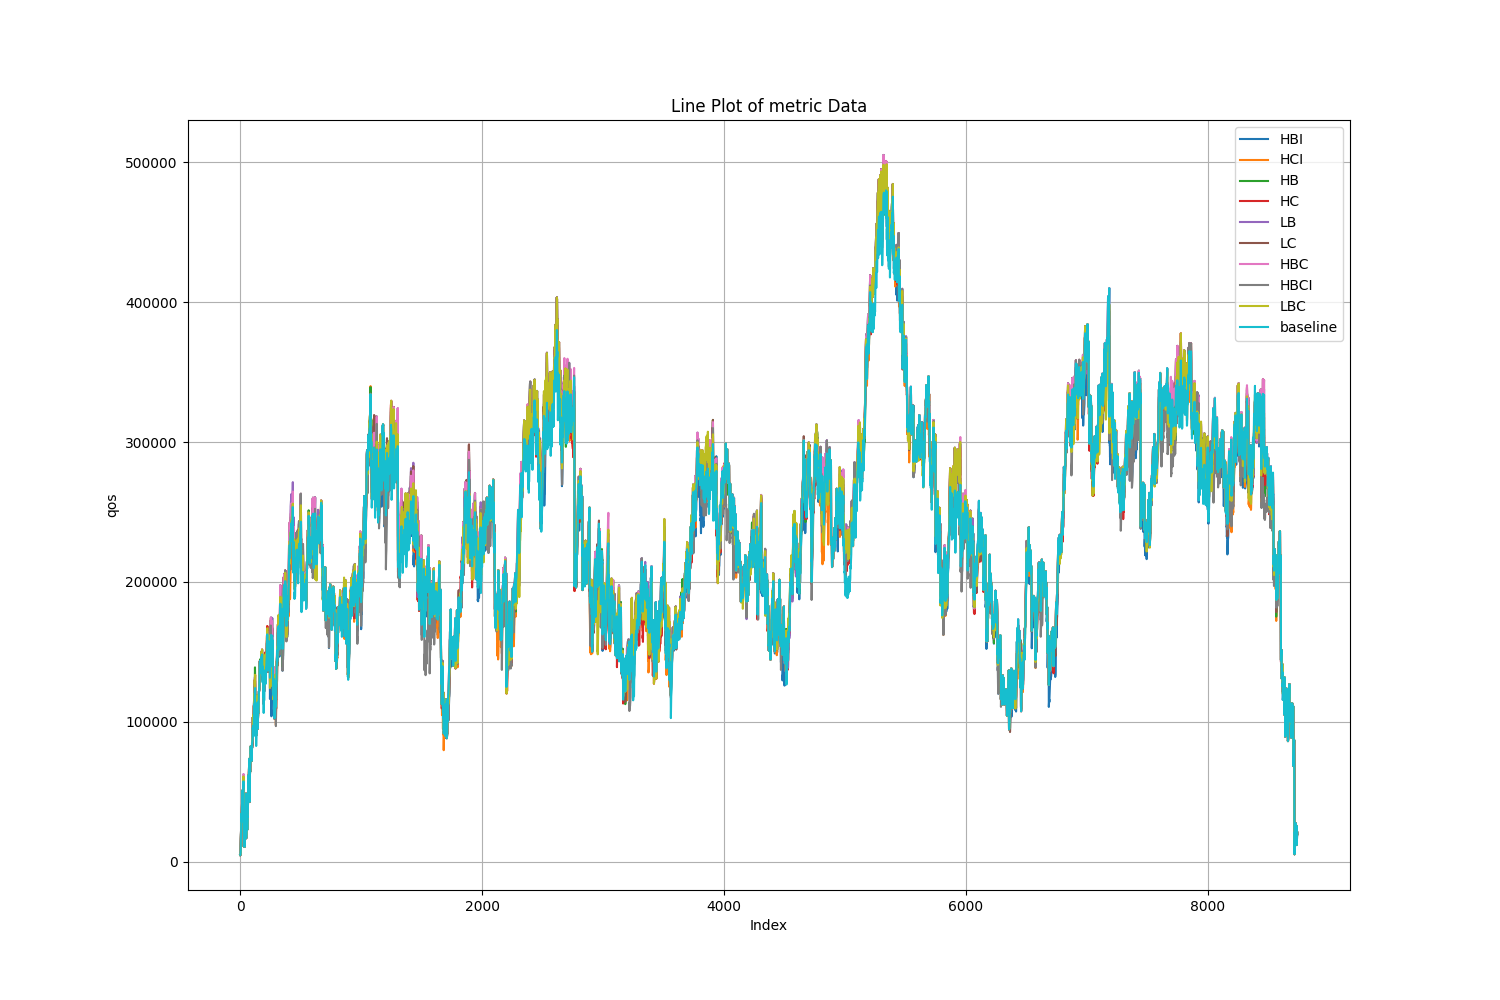 Line Plot of metric Data
qos
500000
400000
300000
200000
100000
0
0 2000 4000 6000 8000
Index
HBI
HCI
HB
HC
LB
LC
HBC
HBCI
LBC
baseline